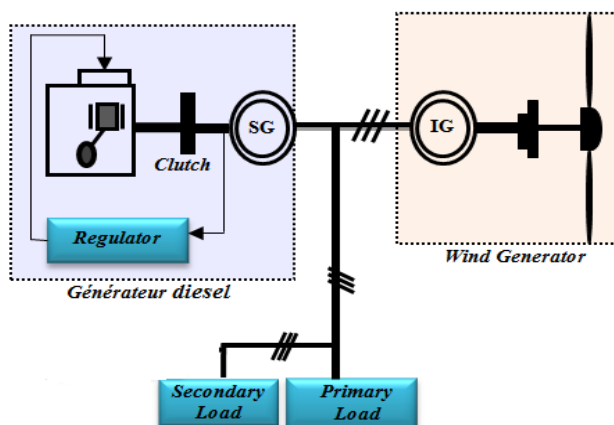 SG
IG
Clutch
Regulator
Wind Generator
Générateur diesel
Secondary
Load
Primary
Load